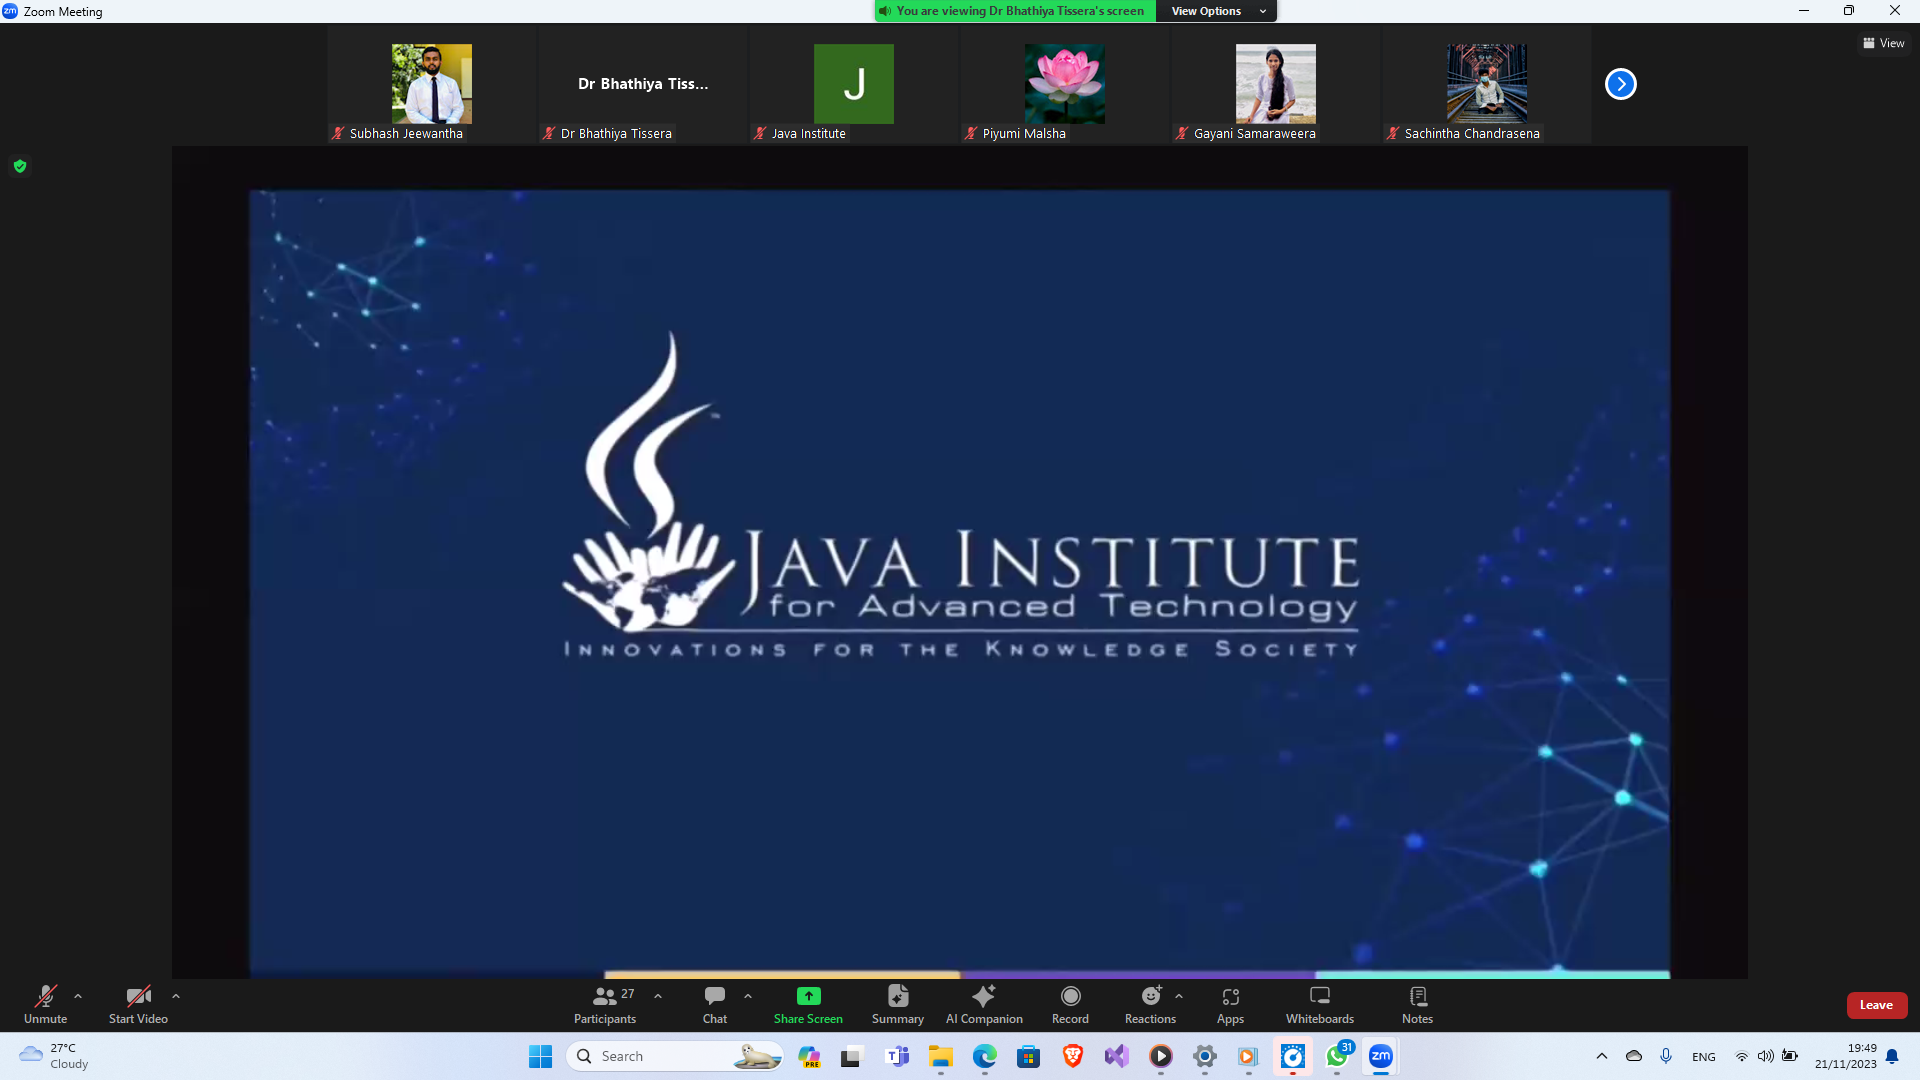 zm Zoom Meeting
You are viewing Dr Bhathiya Tissera's screen
View Options
View
Dr Bhathiya Tiss...
J
Subhash Jeewantha
Dr Bhathiya Tissera
Java Institute
Piyumi Malsha
Gayani Samaraweera
Sachintha Chandrasena
JAVA INSTITUTE
for Advanced Technology
INNOVATIONS FOR THE KNOWLEDGE SOCIETY
Unmute
Start Video
27
Participants
Chat
Share Screen
Summary
AI Companion
Record
Reactions
Apps
Whiteboards
Notes
Leave
27°C
Cloudy
Search
PRE
31
zm
ENG
19:49
21/11/2023